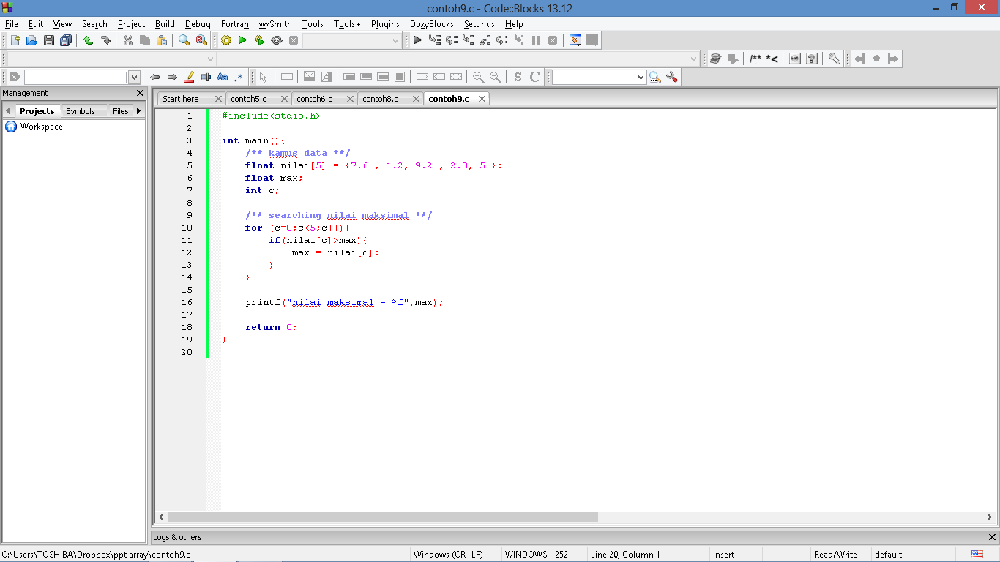 contoh9.c - Code::Blocks 13.12
File Edit View Search Project Build Debug Fortran wxSmith Tools Tools+ Plugins DoxyBlocks Settings Help
/** *<
Aa .* S C
Management
Projects Symbols Files
Workspace
Start here contoh5.c contoh6.c contoh8.c contoh9.c
1 #include<stdio.h>
2
3 int main(){
4 /** kamus data **/
5 float nilai[5] = {7.6 , 1.2, 9.2 , 2.8, 5 };
6 float max;
7 int c;
8
9 /** searching nilai maksimal **/
10 for (c=0;c<5;c++){
11 if(nilai[c]>max){
12 max = nilai[c];
13 }
14 }
15
16 printf("nilai maksimal = %f",max);
17
18 return 0;
19 }
20
Logs & others
C:\Users\TOSHIBA\Dropbox\ppt array\contoh9.c Windows (CR+LF) WINDOWS-1252 Line 20, Column 1 Insert Read/Write default